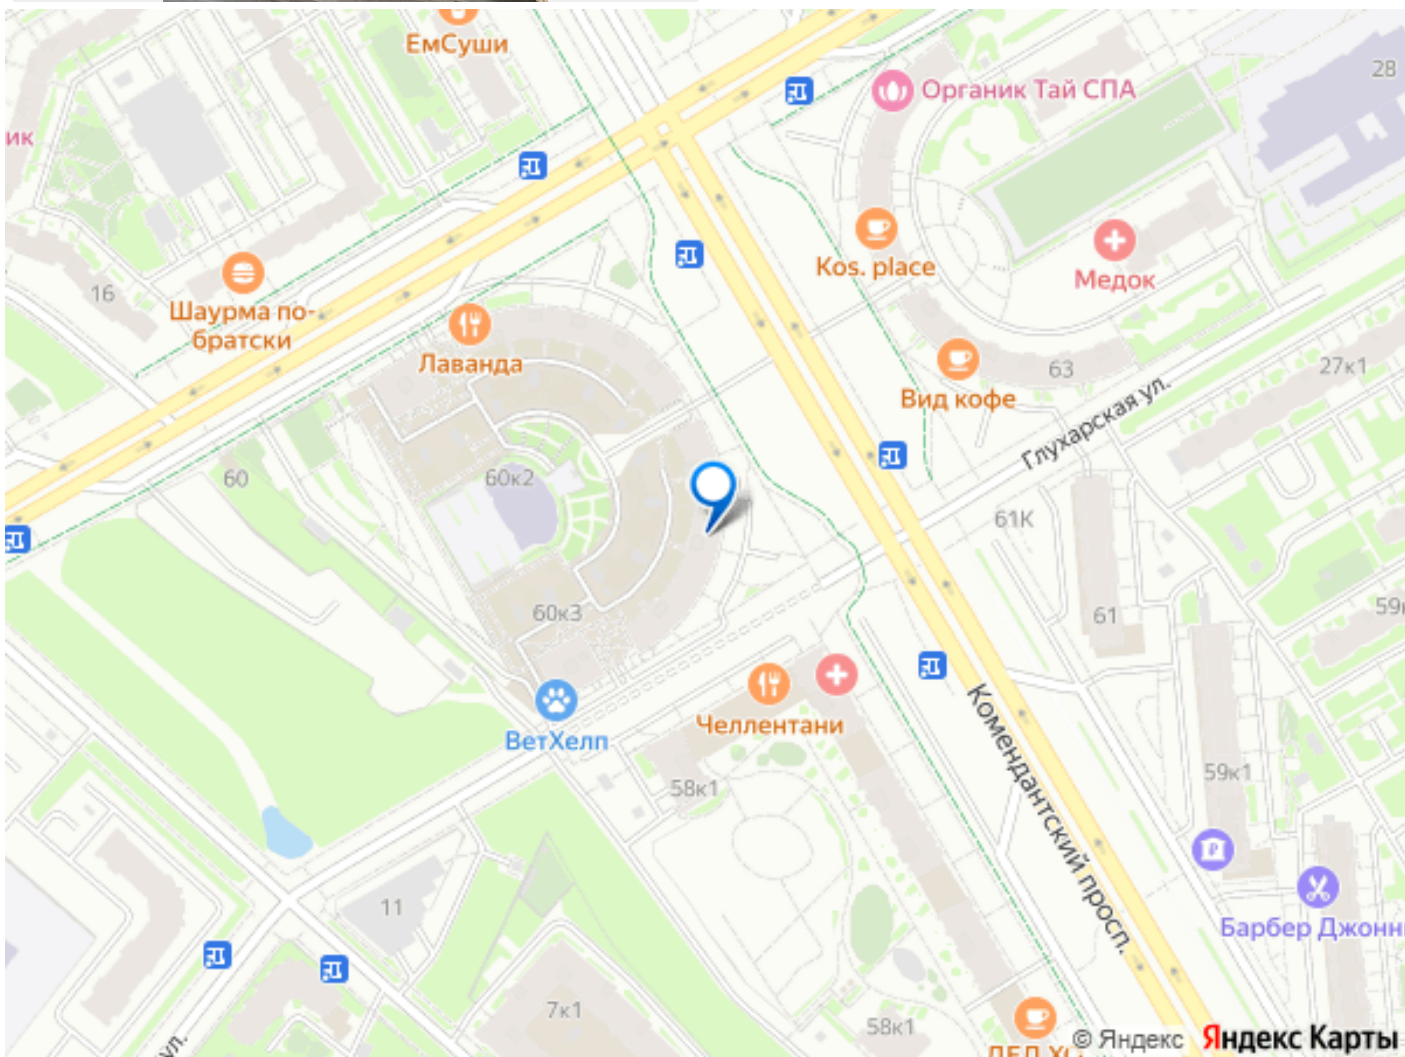 ЕмСуши
Органик Тай СПА
28
ик
Kos. place
Медок
16
Шаурма по-
братски
Лаванда
63
27к1
Вид кофе
Глухарская ул.
60
60к2
61К
60к3
61
Челлентани
ВетХелп
Комендантский просп.
58к1
59к1
11
Барбер Джонн
7к1
58к1
ул.
© Яндекс Яндекс Карты